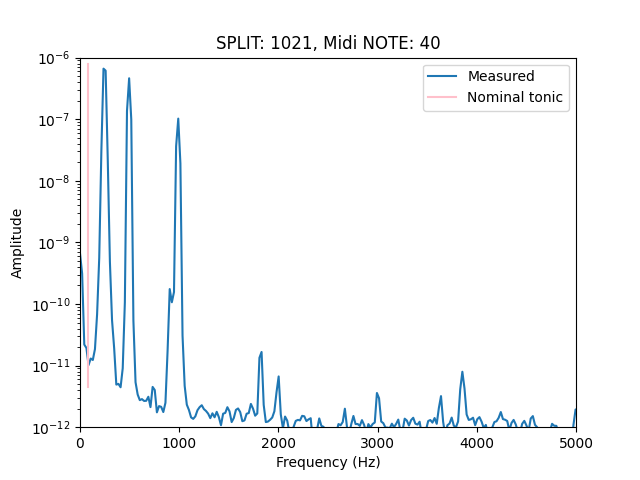 SPLIT: 1021, Midi NOTE: 40
Measured
Nominal tonic
Amplitude
10⁻⁶
10⁻⁷
10⁻⁸
10⁻⁹
10⁻¹⁰
10⁻¹¹
10⁻¹²
0 1000 2000 3000 4000 5000
Frequency (Hz)